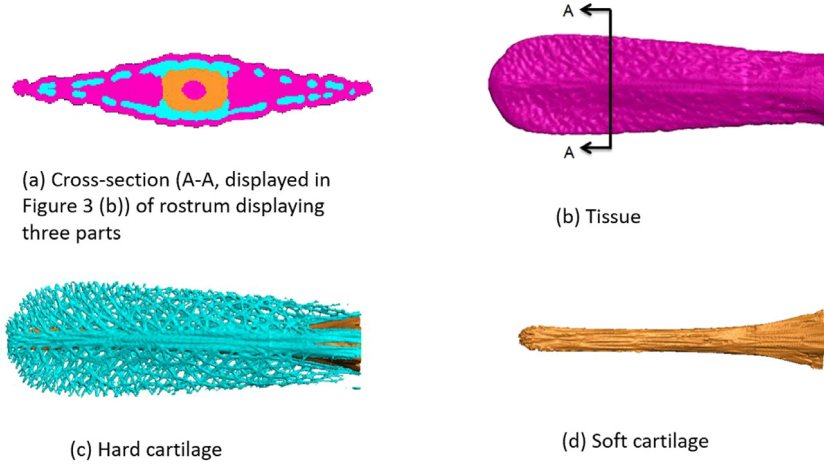 A
A
(a) Cross-section (A-A, displayed in
Figure 3 (b)) of rostrum displaying
three parts
(b) Tissue
(c) Hard cartilage
(d) Soft cartilage